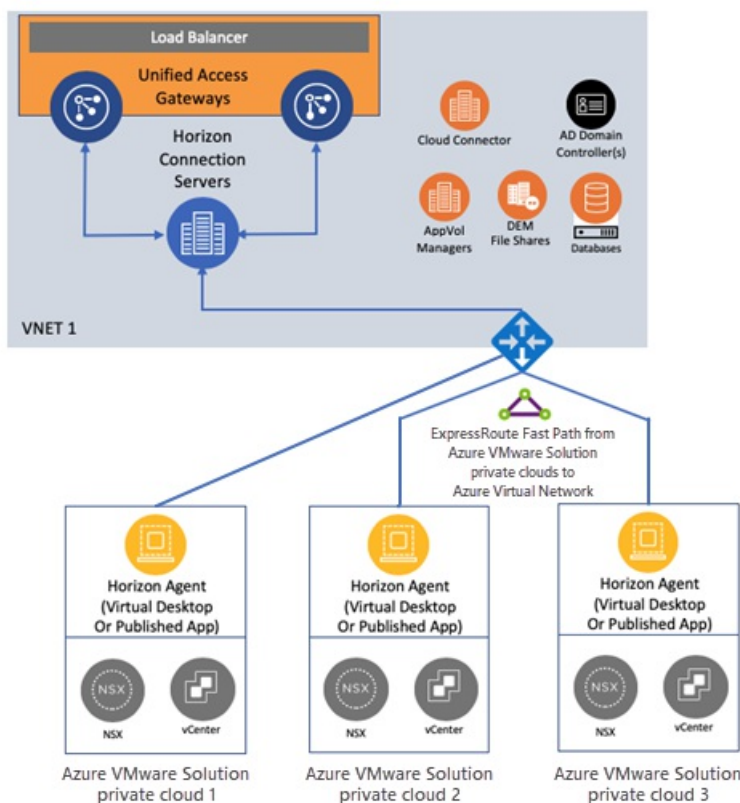 Load Balancer
Unified Access
Gateways
Horizon
Connection
Servers
Cloud Connector
AD Domain
Controller(s)
AppVol
Managers
DEM
File Shares
Databases
VNET 1
ExpressRoute Fast Path from
Azure VMware Solution
private clouds to
Azure Virtual Network
Horizon Agent
(Virtual Desktop
Or Published App)
NSX
NSX
vCenter
Azure VMware Solution
private cloud 1
Horizon Agent
(Virtual Desktop
Or Published App)
NSX
NSX
vCenter
Azure VMware Solution
private cloud 2
Horizon Agent
(Virtual Desktop
Or Published App)
NSX
NSX
vCenter
Azure VMware Solution
private cloud 3